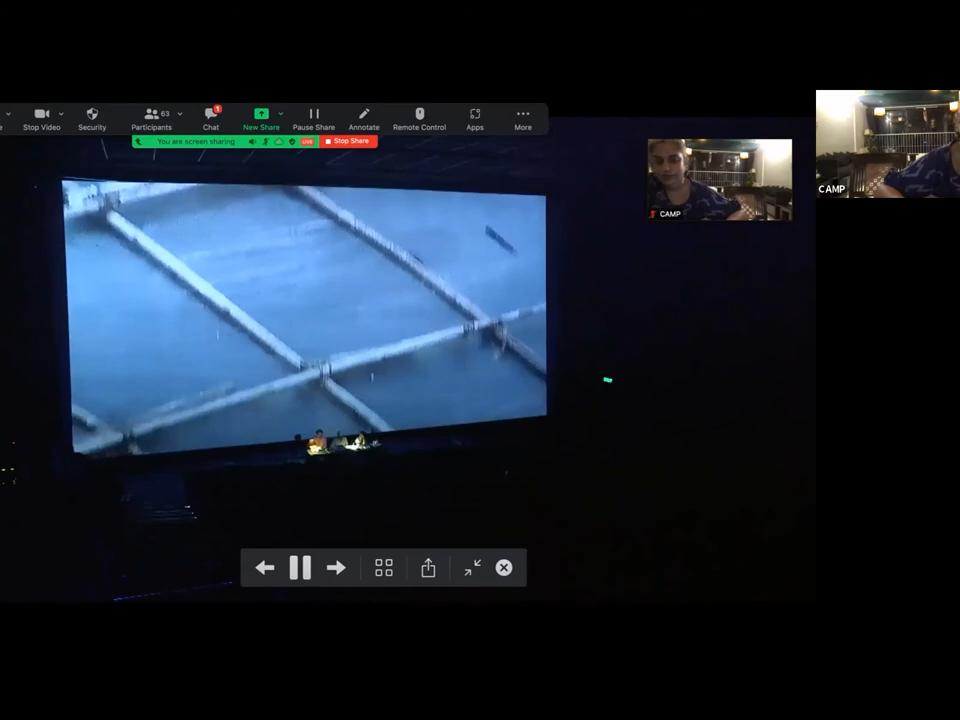 63
1
Stop Video
Security
Participants
Chat
New Share
Pause Share
Annotate
Remote Control
Apps
More
You are screen sharing
LIVE
Stop Share
CAMP
CAMP